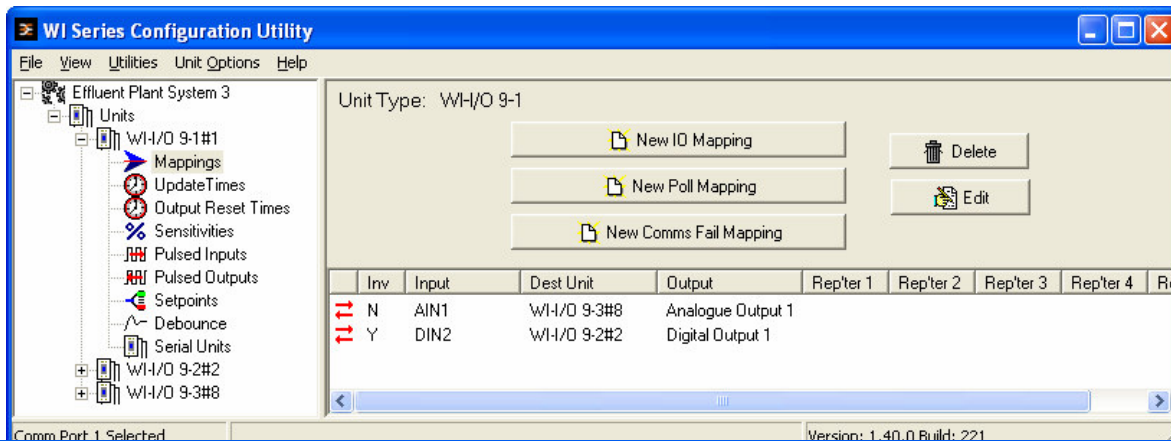 WI Series Configuration Utility
File View Utilities Unit Options Help
Effluent Plant System 3
Units
WI-I/O 9-1#1
Mappings
UpdateTimes
Output Reset Times
Sensitivities
Pulsed Inputs
Pulsed Outputs
Setpoints
Debounce
Serial Units
WI-I/O 9-2#2
WI-I/O 9-3#8
Unit Type: WI-I/O 9-1
New IO Mapping
New Poll Mapping
New Comms Fail Mapping
Delete
Edit
Inv Input Dest Unit Output Rep'ter 1 Rep'ter 2 Rep'ter 3 Rep'ter 4
N AIN1 WI-I/O 9-3#8 Analogue Output 1
Y DIN2 WI-I/O 9-2#2 Digital Output 1
Comm Port 1 Selected Version: 1.40.0 Build: 221